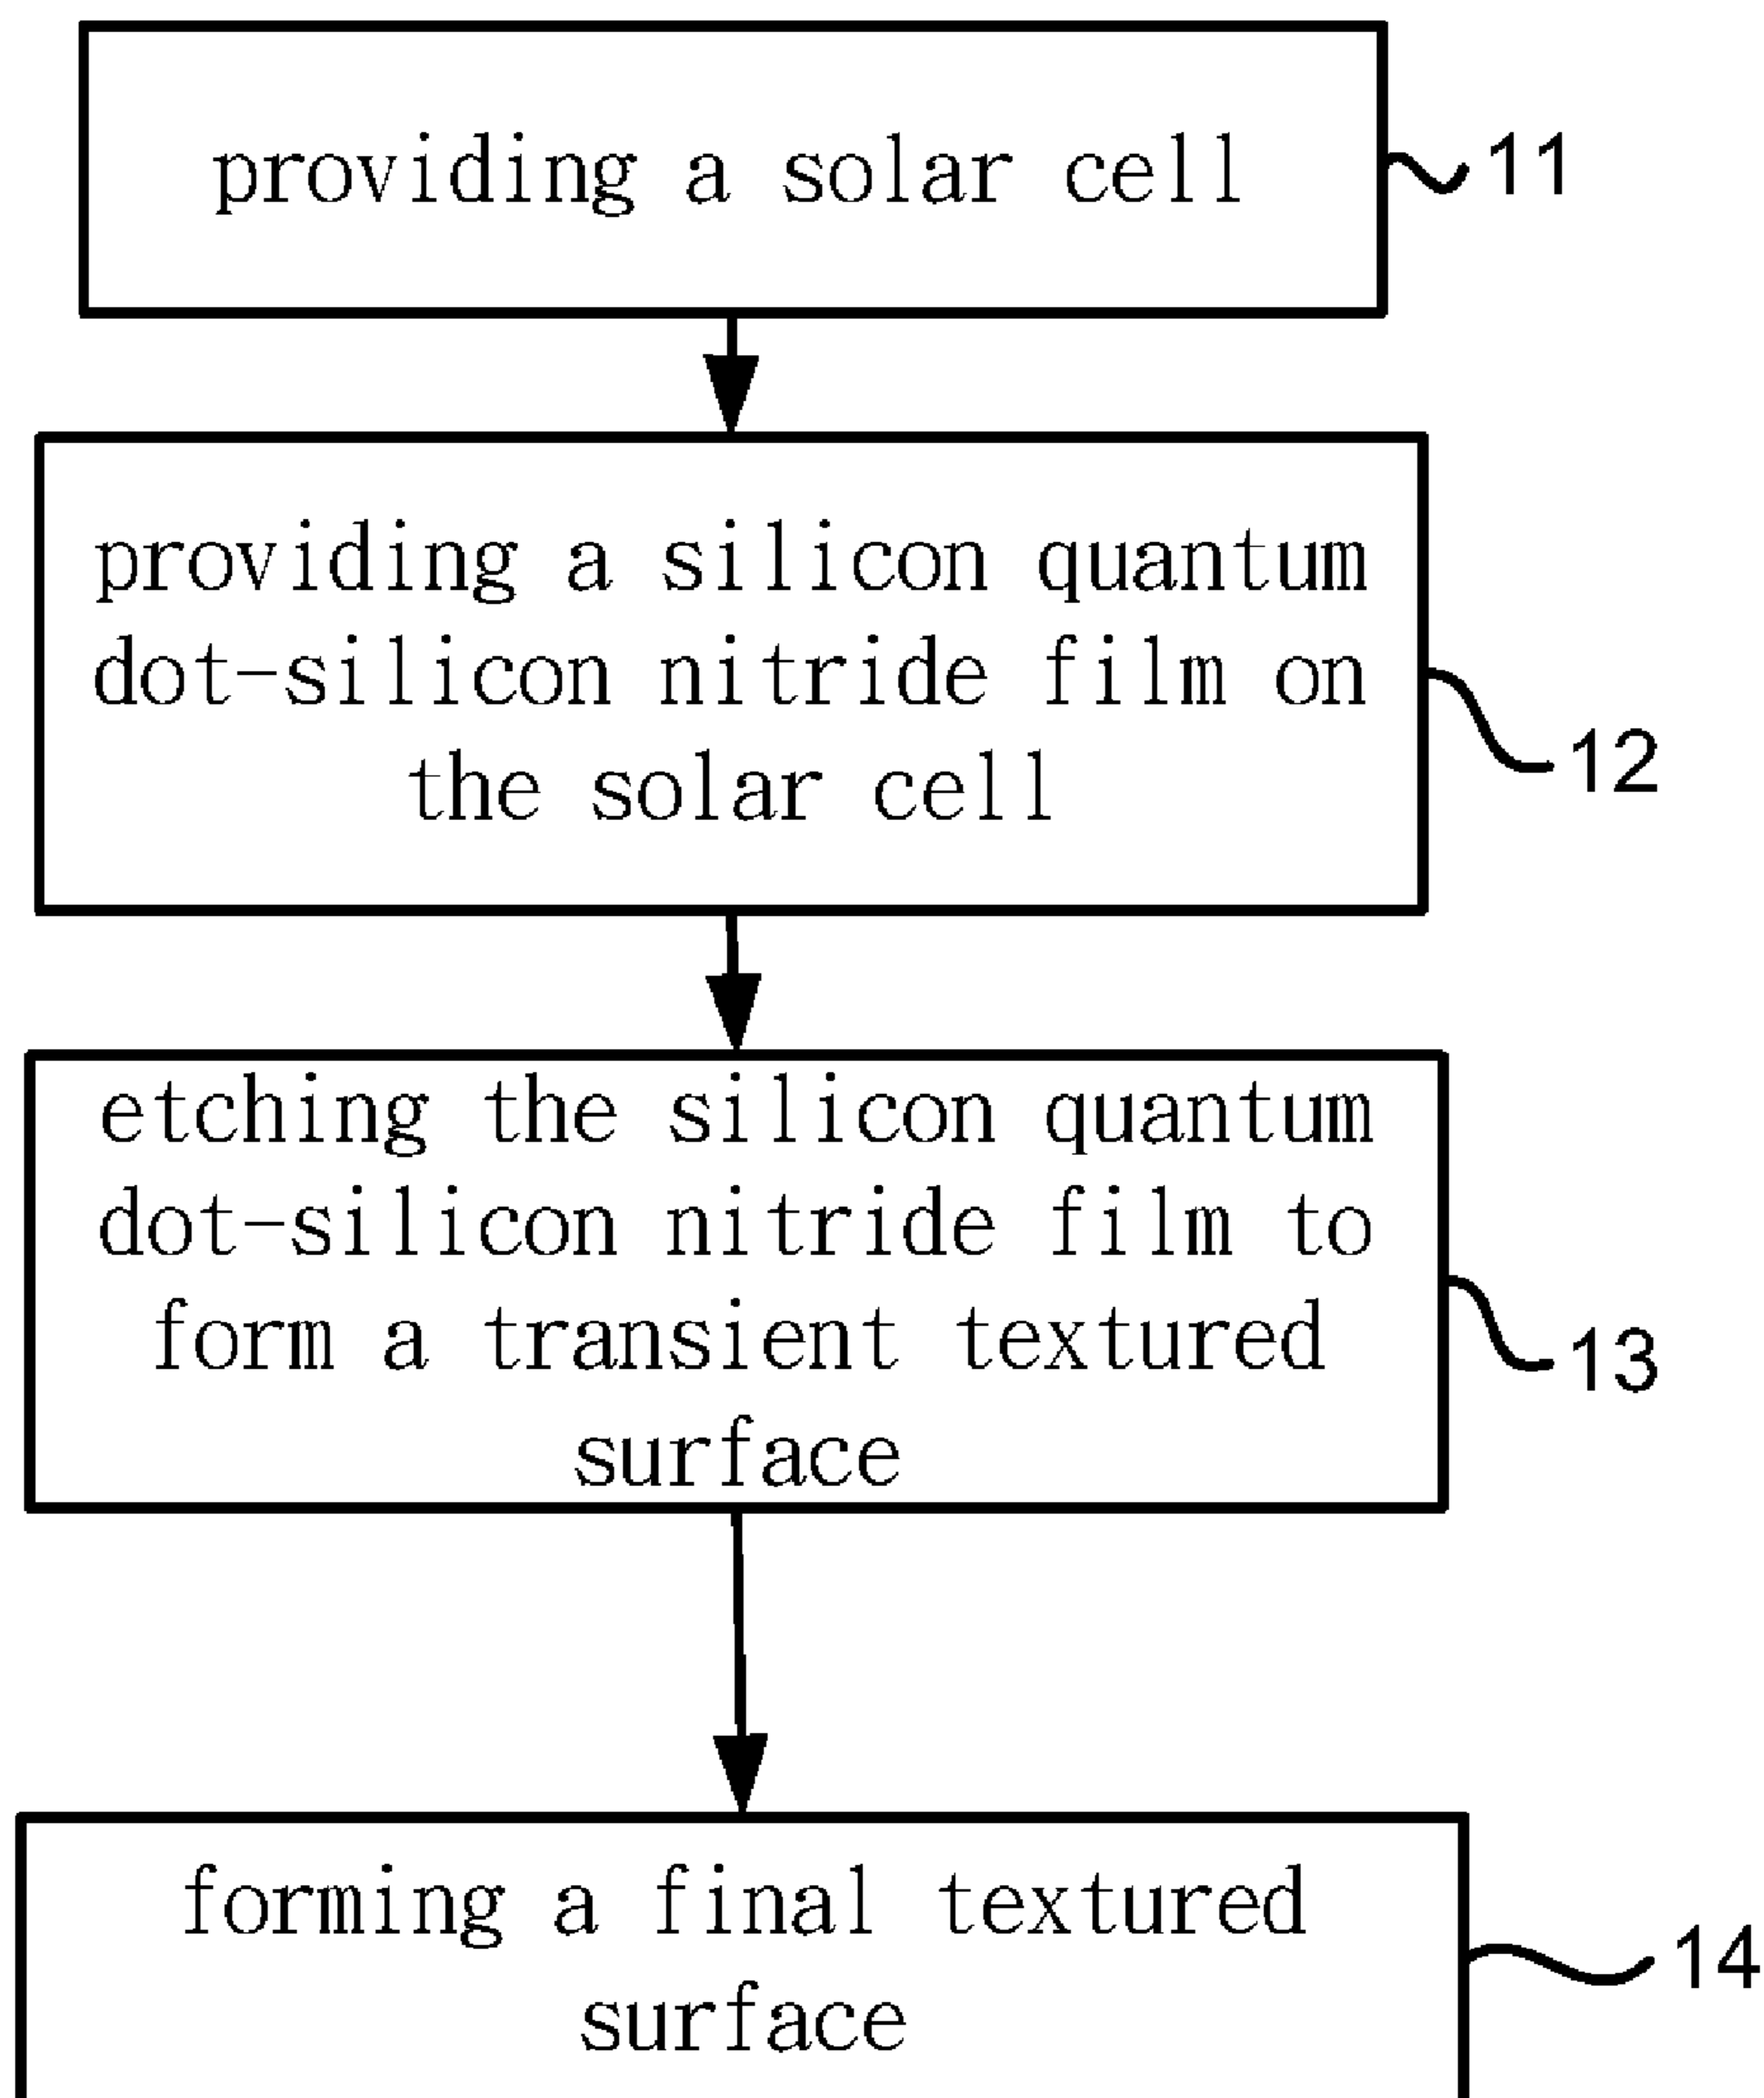 providing a solar cell
11
providing a silicon quantum
dot-silicon nitride film on
the solar cell
12
etching the silicon quantum
dot-silicon nitride film to
form a transient textured
surface
13
forming a final textured
surface
14